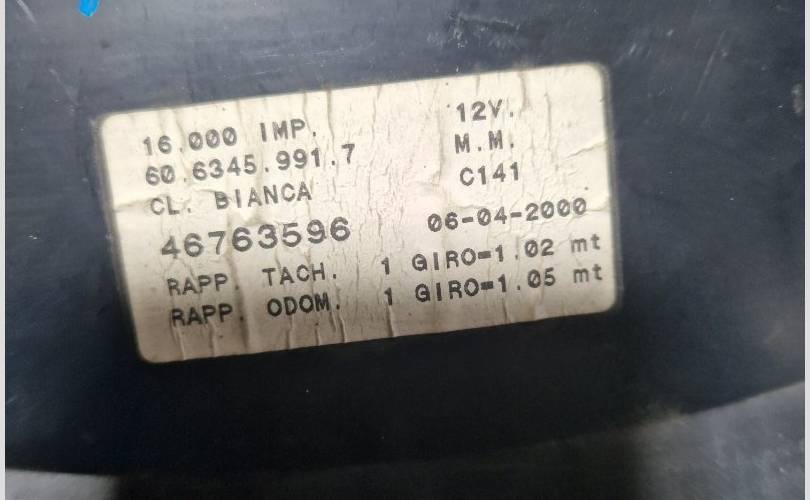 16.000 IMP. 12V.
60.6345.991.7 M.M.
CL. BIANCA C141
46763596 06-04-2000
RAPP. TACH. 1 GIRO=1.02 mt
RAPP. ODOM. 1 GIRO=1.05 mt